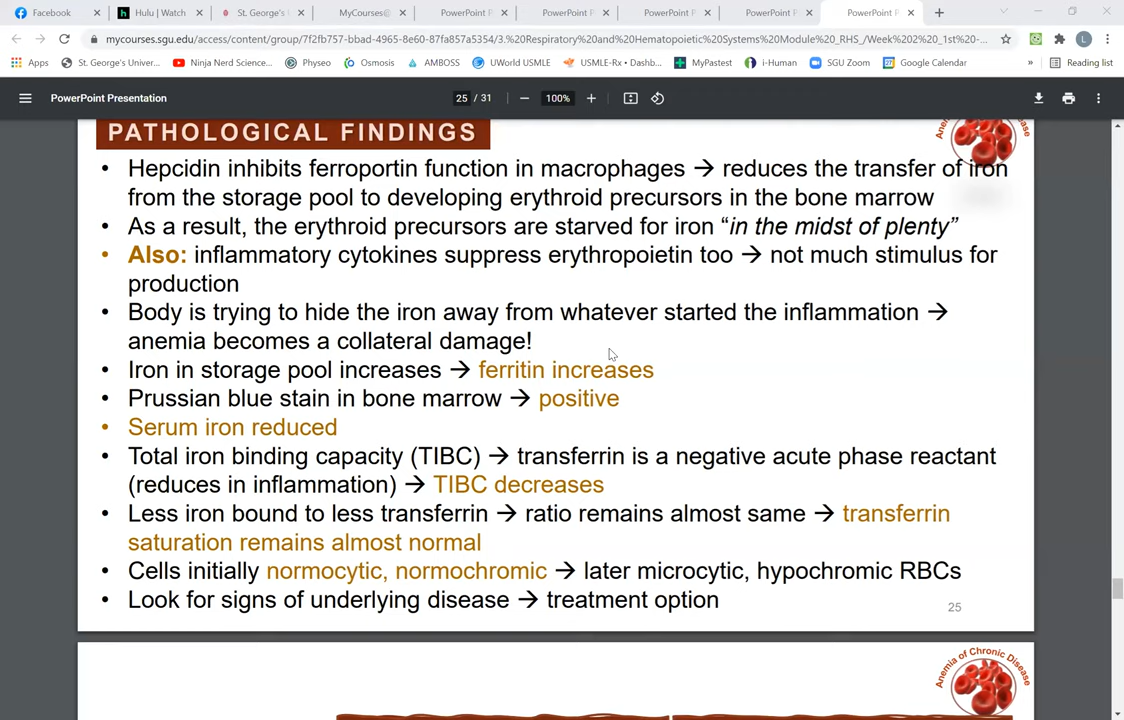 Facebook
Hulu | Watch
St. George's
MyCourses@
PowerPoint P
PowerPoint P
PowerPoint P
PowerPoint P
PowerPoint P
mycourses.sgu.edu/access/content/group/7f2fb757-bbad-4965-8e60-87fa857a5354/3.%20Respiratory%20and%20Hematopoietic%20Systems%20Module%20_RHS_/Week%202%20_1st%20-...
Apps
St. George's Univer...
Ninja Nerd Science...
Physeo
Osmosis
AMBOSS
UWorld USMLE
USMLE-Rx • Dashb...
MyPastest
i-Human
SGU Zoom
Google Calendar
»
Reading list
PowerPoint Presentation
25 / 31
100%
PATHOLOGICAL FINDINGS
• Hepcidin inhibits ferroportin function in macrophages → reduces the transfer of iron
from the storage pool to developing erythroid precursors in the bone marrow
• As a result, the erythroid precursors are starved for iron “in the midst of plenty”
• Also: inflammatory cytokines suppress erythropoietin too → not much stimulus for
production
• Body is trying to hide the iron away from whatever started the inflammation →
anemia becomes a collateral damage!
• Iron in storage pool increases → ferritin increases
• Prussian blue stain in bone marrow → positive
• Serum iron reduced
• Total iron binding capacity (TIBC) → transferrin is a negative acute phase reactant
(reduces in inflammation) → TIBC decreases
• Less iron bound to less transferrin → ratio remains almost same → transferrin
saturation remains almost normal
• Cells initially normocytic, normochromic → later microcytic, hypochromic RBCs
• Look for signs of underlying disease → treatment option
25
Anemia of Chronic Disease